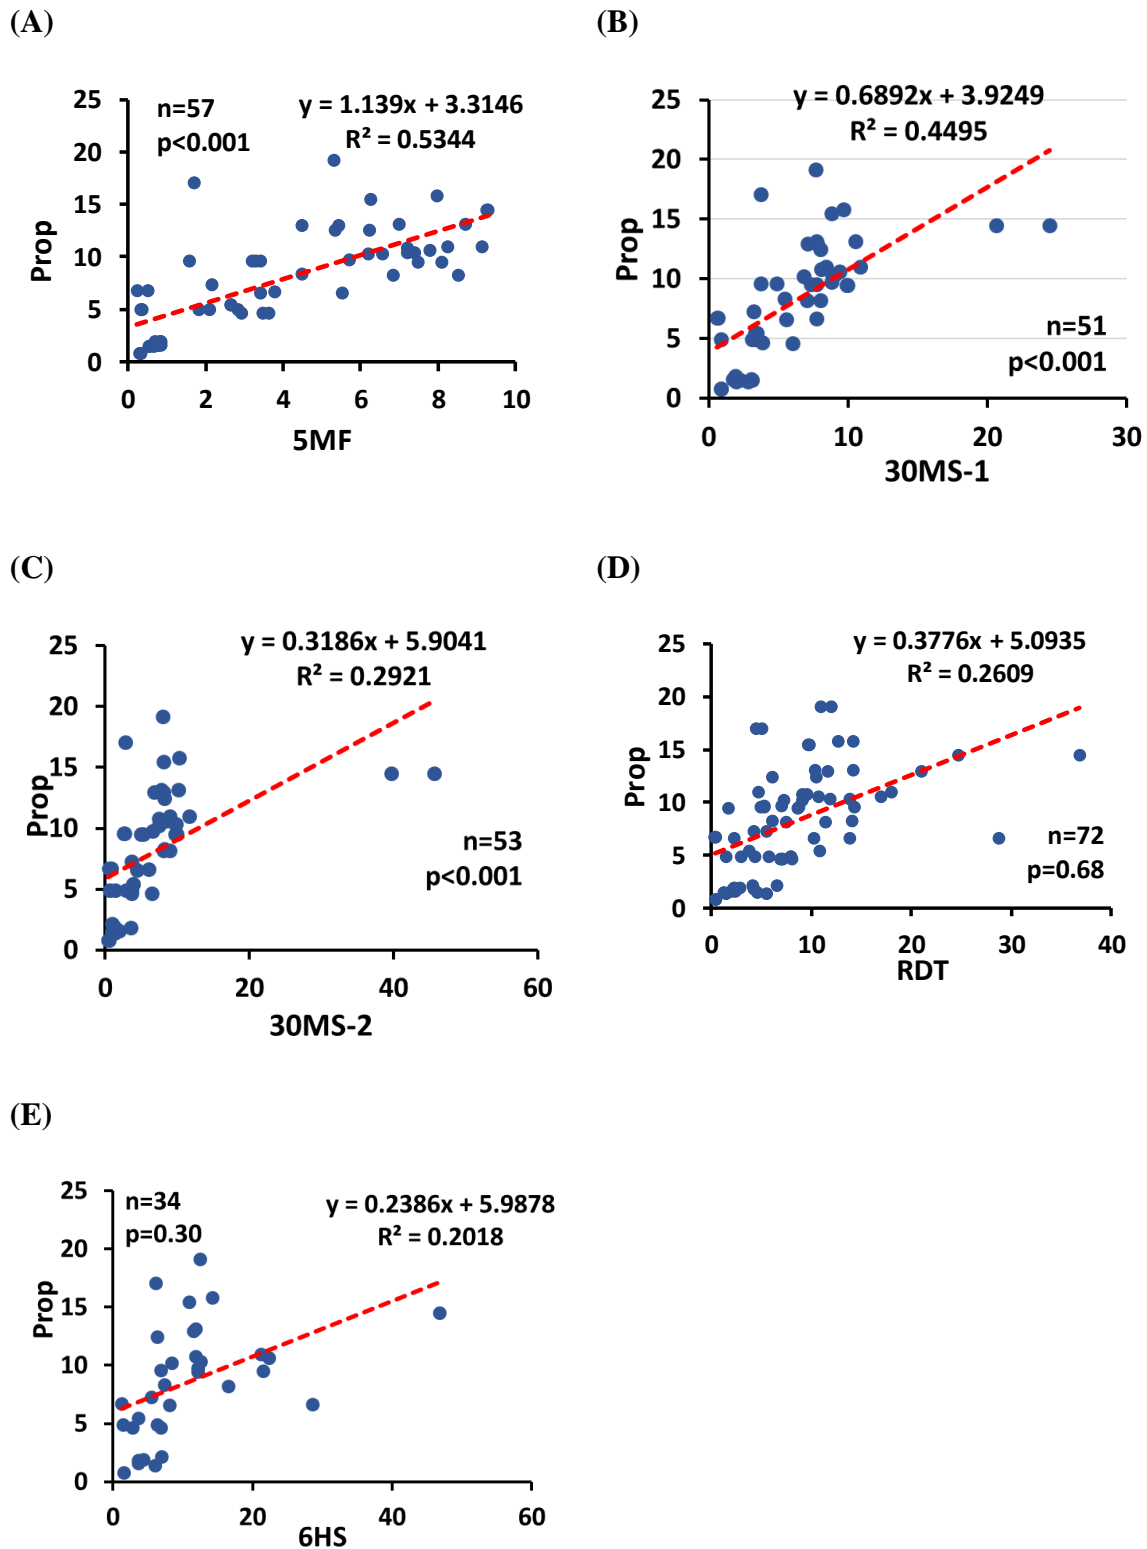 (A)
n=57
p<0.001
y = 1.139x + 3.3146
R² = 0.5344
25
20
15
10
5
0
Prop
0 2 4 6 8 10
5MF
(B)
y = 0.6892x + 3.9249
R² = 0.4495
25
20
15
10
5
0
Prop
n=51
p<0.001
0 10 20 30
30MS-1
(C)
y = 0.3186x + 5.9041
R² = 0.2921
25
20
15
10
5
0
Prop
n=53
p<0.001
0 20 40 60
30MS-2
(D)
y = 0.3776x + 5.0935
R² = 0.2609
25
20
15
10
5
0
Prop
n=72
p=0.68
0 10 20 30 40
RDT
(E)
n=34
p=0.30
y = 0.2386x + 5.9878
R² = 0.2018
25
20
15
10
5
0
Prop
0 20 40 60
6HS